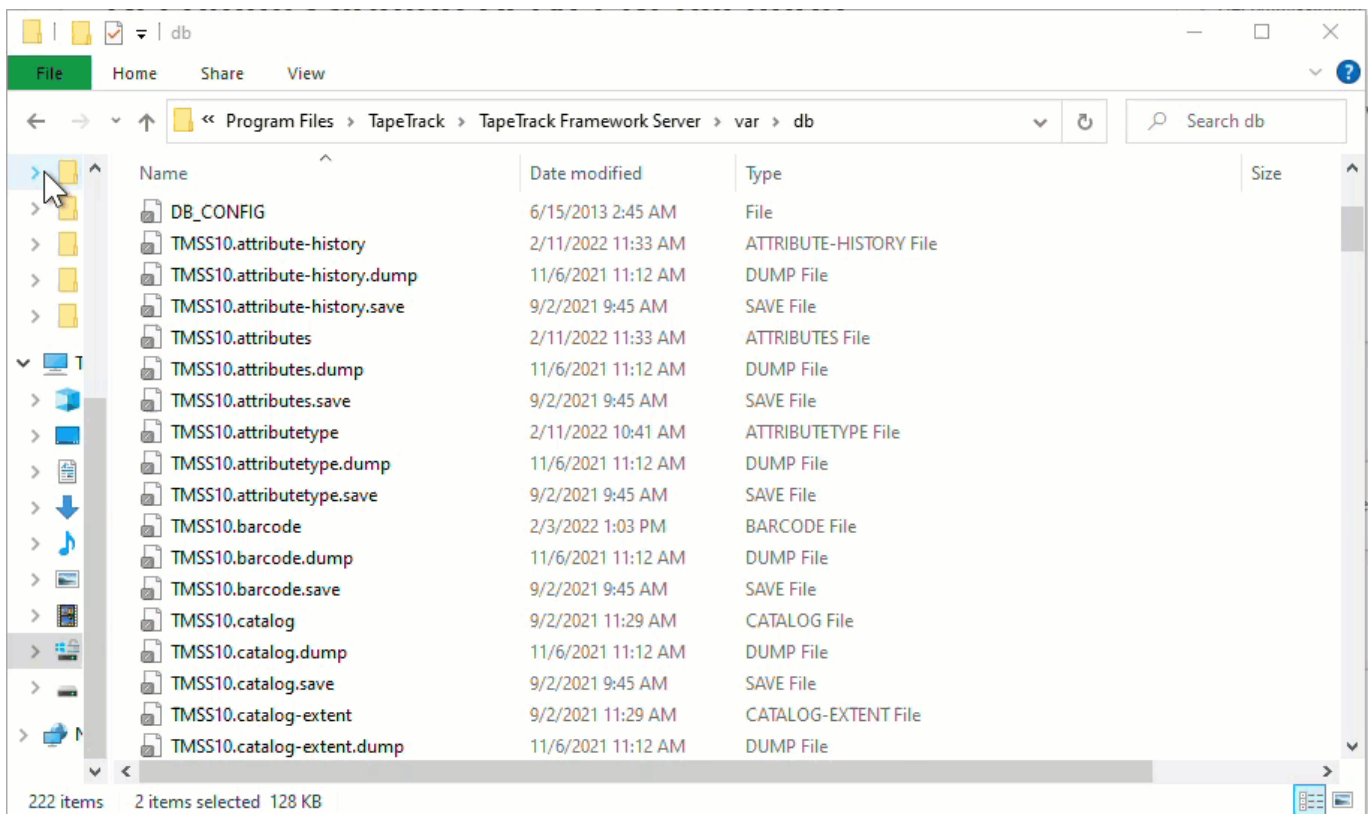 db
File Home Share View
« Program Files > TapeTrack > TapeTrack Framework Server > var > db Search db
Name Date modified Type Size
DB_CONFIG 6/15/2013 2:45 AM File
TMSS10.attribute-history 2/11/2022 11:33 AM ATTRIBUTE-HISTORY File
TMSS10.attribute-history.dump 11/6/2021 11:12 AM DUMP File
TMSS10.attribute-history.save 9/2/2021 9:45 AM SAVE File
TMSS10.attributes 2/11/2022 11:33 AM ATTRIBUTES File
TMSS10.attributes.dump 11/6/2021 11:12 AM DUMP File
TMSS10.attributes.save 9/2/2021 9:45 AM SAVE File
TMSS10.attributetype 2/11/2022 10:41 AM ATTRIBUTETYPE File
TMSS10.attributetype.dump 11/6/2021 11:12 AM DUMP File
TMSS10.attributetype.save 9/2/2021 9:45 AM SAVE File
TMSS10.barcode 2/3/2022 1:03 PM BARCODE File
TMSS10.barcode.dump 11/6/2021 11:12 AM DUMP File
TMSS10.barcode.save 9/2/2021 9:45 AM SAVE File
TMSS10.catalog 9/2/2021 11:29 AM CATALOG File
TMSS10.catalog.dump 11/6/2021 11:12 AM DUMP File
TMSS10.catalog.save 9/2/2021 9:45 AM SAVE File
TMSS10.catalog-extent 9/2/2021 11:29 AM CATALOG-EXTENT File
TMSS10.catalog-extent.dump 11/6/2021 11:12 AM DUMP File
222 items 2 items selected 128 KB